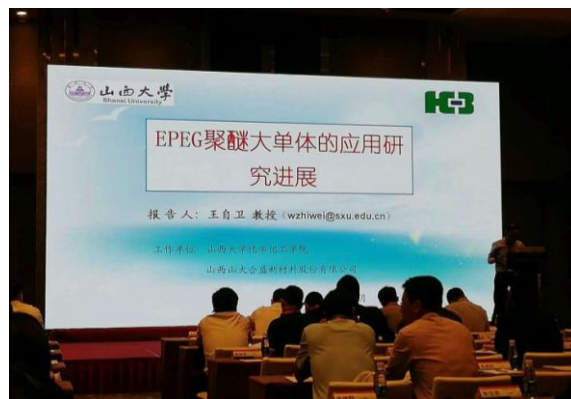 山西大学
Shanxi University
EPEG聚醚大单体的应用研
究进展
报告人：王自卫 教授（wzhiwei@sxu.edu.cn）
工作单位：山西大学化学化工学院
山西山大合盛新材料股份有限公司
月